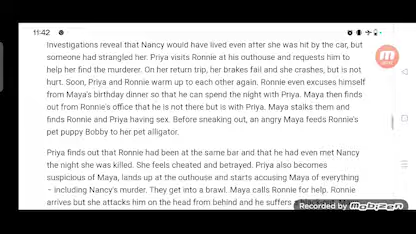 11:42
Investigations reveal that Nancy would have lived even after she was hit by the car, but
someone had strangled her. Priya visits Ronnie at his outhouse and requests him to
help her find the murderer. On her return trip, her brakes fail and she crashes, but is not
hurt. Soon, Priya and Ronnie warm up to each other again. Ronnie even excuses himself
from Maya's birthday dinner so that he can spend the night with Priya. Maya then finds
out from Ronnie's office that he is not there but is with Priya. Maya stalks them and
finds Ronnie and Priya having sex. Before sneaking out, an angry Maya feeds Ronnie's
pet puppy Bobby to her pet alligator.
Priya finds out that Ronnie had been at the same bar and that he had even met Nancy
the night she was killed. She feels cheated and betrayed. Priya also becomes
suspicious of Maya, lands up at the outhouse and starts accusing Maya of everything
– including Nancy's murder. They get into a brawl. Maya calls Ronnie for help. Ronnie
arrives but she attacks him on the head from behind and he suffers a
Recorded by mobizen